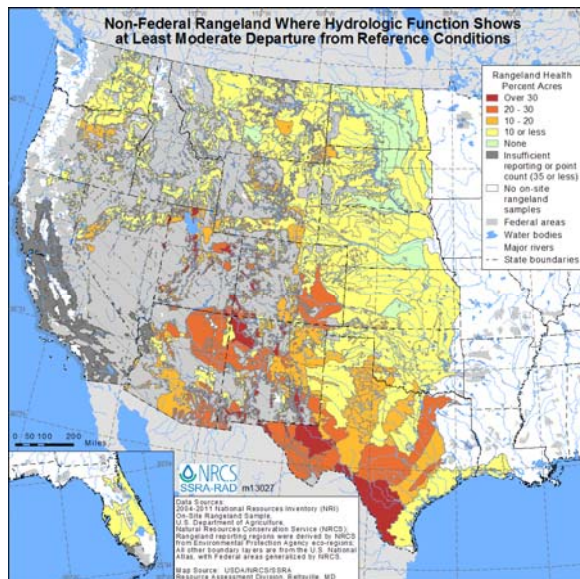 Non-Federal Rangeland Where Hydrologic Function Shows
at Least Moderate Departure from Reference Conditions
Rangeland Health
Percent Acres
Over 30
20 - 30
10 - 20
10 or less
None
Insufficient
reporting or point
count (35 or less)
No on-site
rangeland
samples
Federal areas
Water bodies
Major rivers
State boundaries
0 50 100 200
Miles
NRCS
SSRA-RAD
m13027
Data Sources:
2004-2011 National Resources Inventory (NRI)
On-Site Rangeland Sample,
U.S. Department of Agriculture,
Natural Resources Conservation Service (NRCS);
Rangeland reporting regions were derived by NRCS
from Environmental Protection Agency eco-regions;
All other boundary layers are from the U.S. National
Atlas, with Federal areas generalized by NRCS.
Map Source: USDA/NRCS/SSRA
Resource Assessment Division, Beltsville, MD